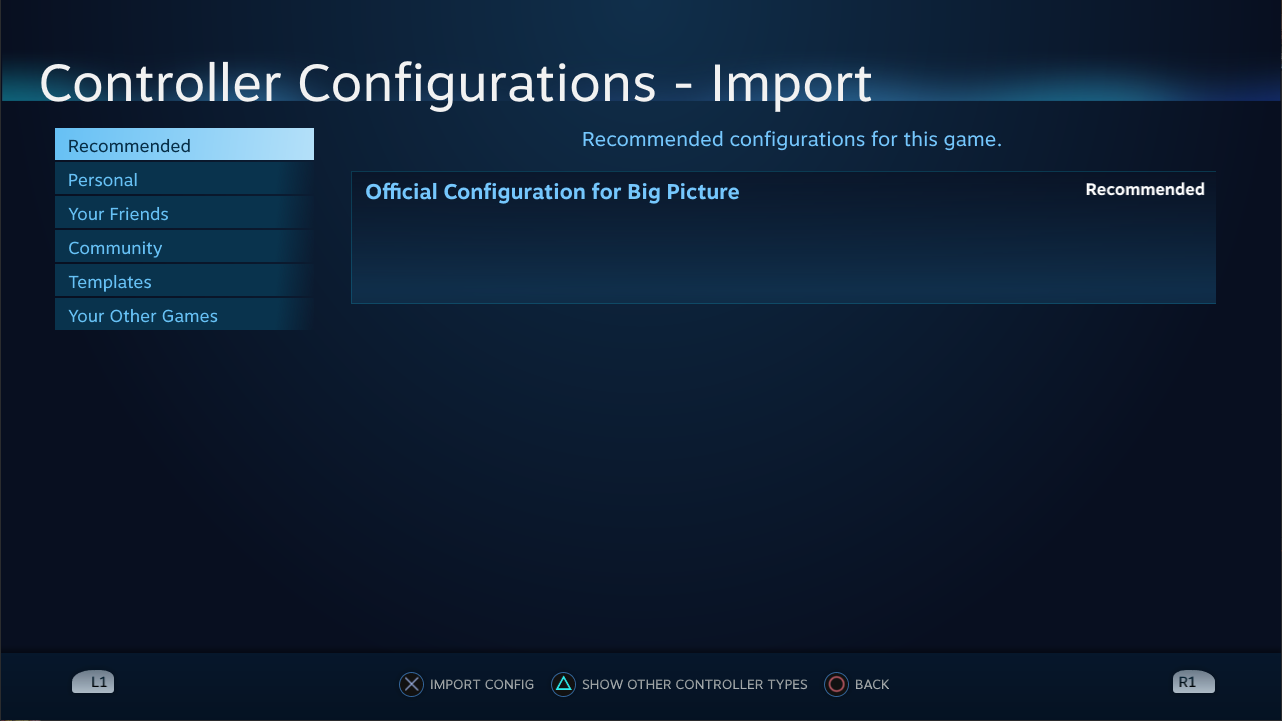 Controller Configurations - Import
Recommended
Personal
Your Friends
Community
Templates
Your Other Games
Recommended configurations for this game.
Official Configuration for Big Picture
Recommended
L1
IMPORT CONFIG
SHOW OTHER CONTROLLER TYPES
BACK
R1